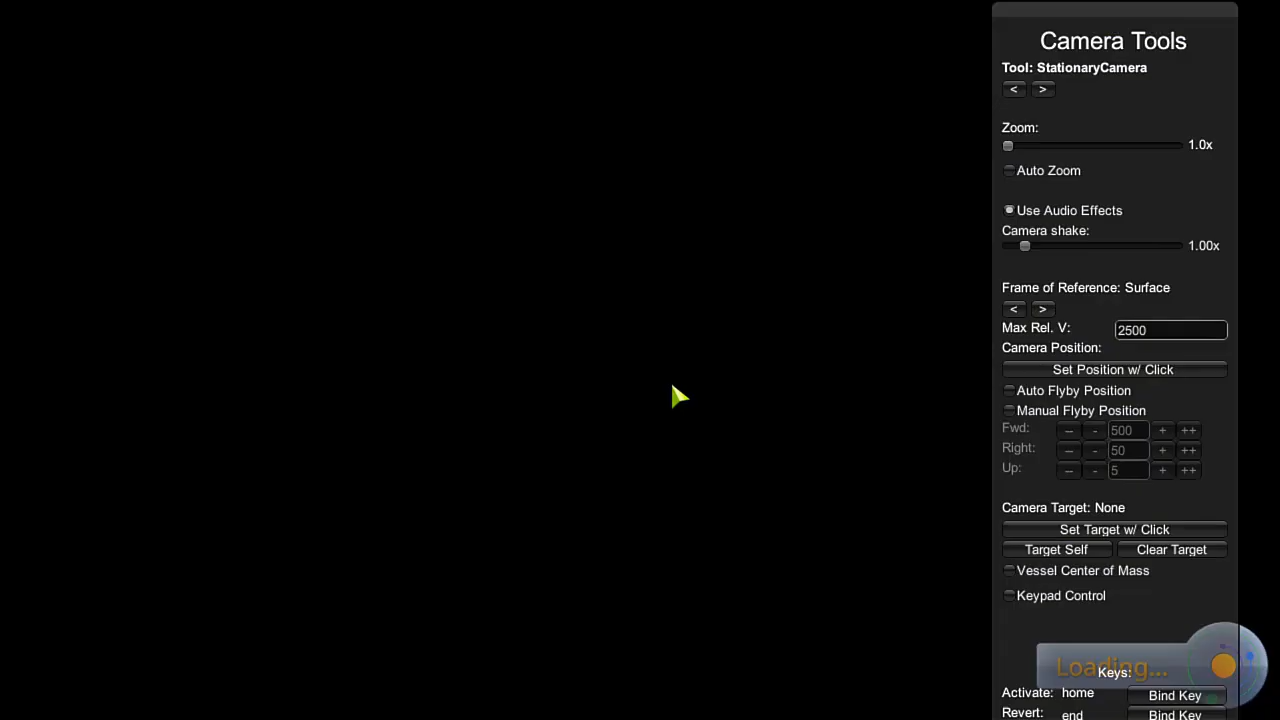 Camera Tools
Tool: StationaryCamera
< >
Zoom:
1.0x
Auto Zoom
Use Audio Effects
Camera shake:
1.00x
Frame of Reference: Surface
< >
Max Rel. V: 2500
Camera Position:
Set Position w/ Click
Auto Flyby Position
Manual Flyby Position
Fwd: -- - 500 + ++
Right: -- - 50 + ++
Up: -- - 5 + ++
Camera Target: None
Set Target w/ Click
Target Self Clear Target
Vessel Center of Mass
Keypad Control
Loading...
Keys:
Activate: home Bind Key
Revert: end Bind Key